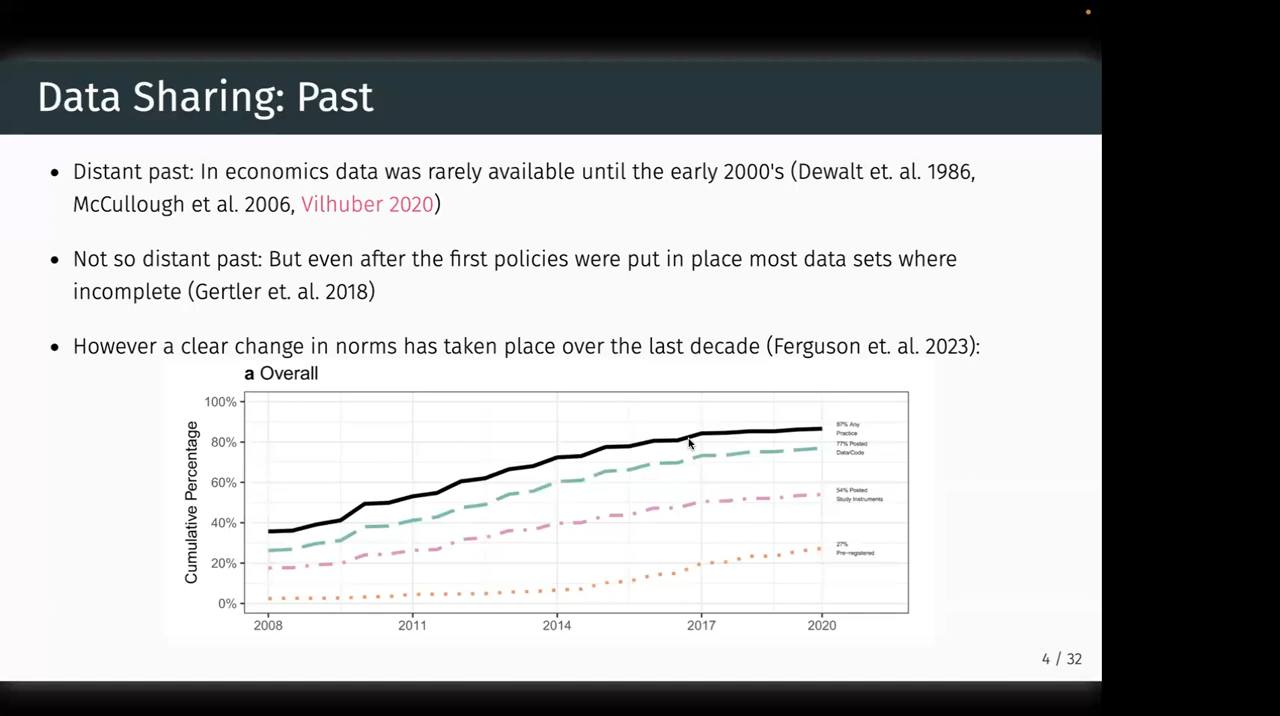 Data Sharing: Past
• Distant past: In economics data was rarely available until the early 2000's (Dewalt et. al. 1986,
McCullough et al. 2006, Vilhuber 2020)
• Not so distant past: But even after the first policies were put in place most data sets where
incomplete (Gertler et. al. 2018)
• However a clear change in norms has taken place over the last decade (Ferguson et. al. 2023):
a Overall
Cumulative Percentage
100%
80%
60%
40%
20%
0%
87% Any
Practice
77% Posted
Data/Code
54% Posted
Study Instruments
27%
Pre-registered
2008 2011 2014 2017 2020
4 / 32